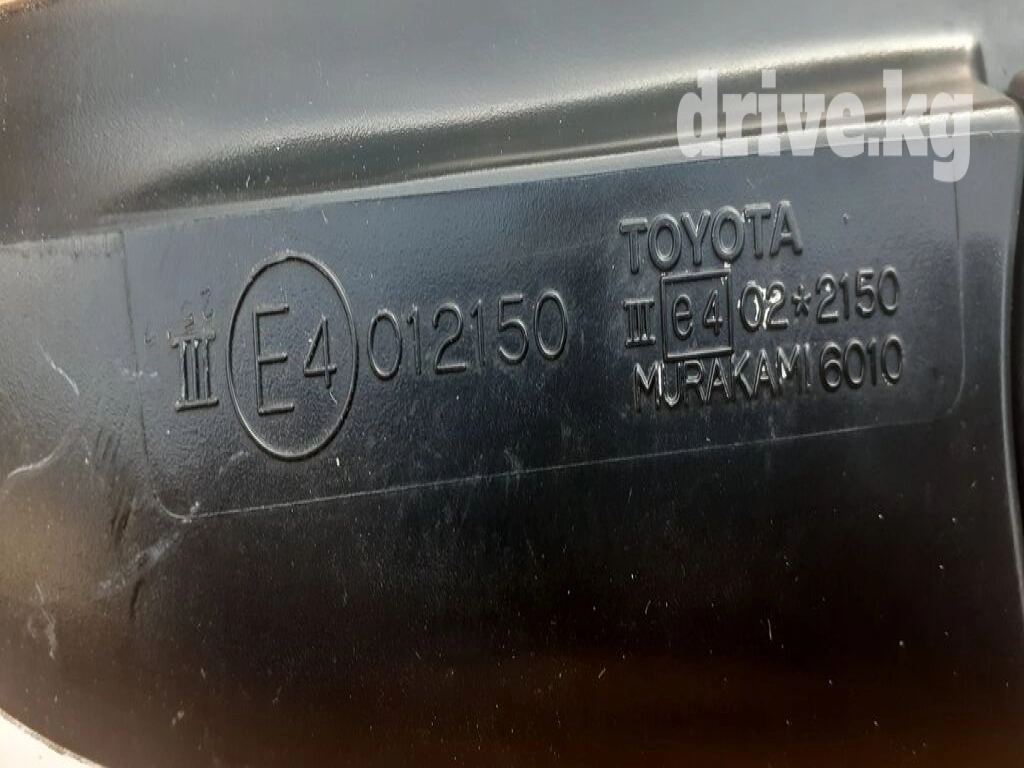 drive.kg
TOYOTA
III E4 012150
III e4 02*2150
MURAKAMI 6010